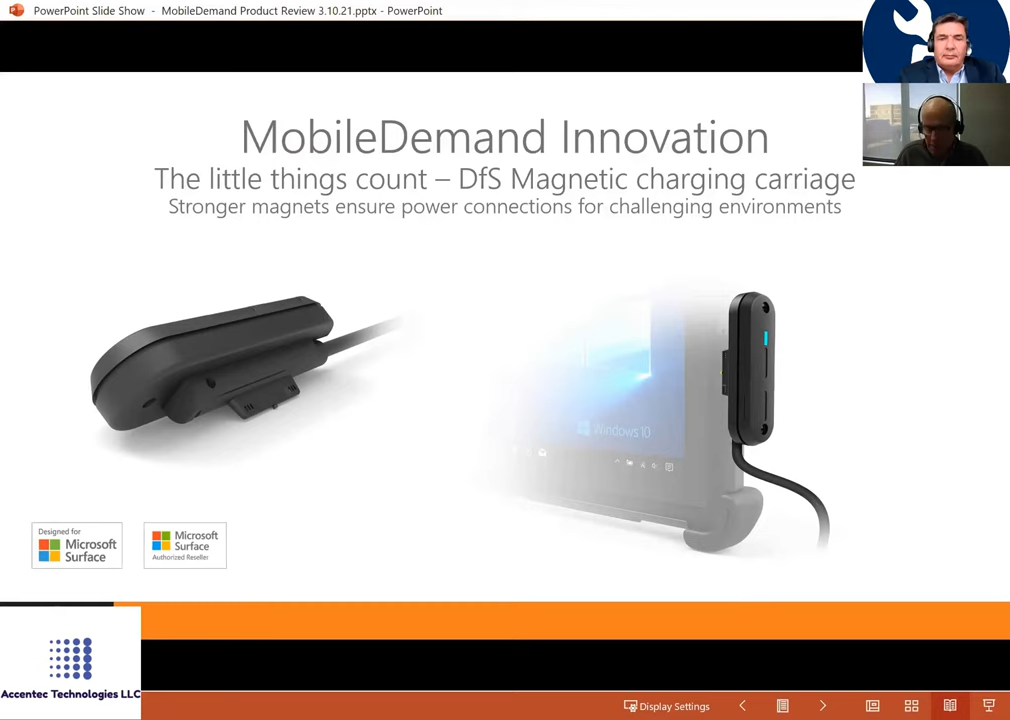 PowerPoint Slide Show - MobileDemand Product Review 3.10.21.pptx - PowerPoint
MobileDemand Innovation
The little things count – DfS Magnetic charging carriage
Stronger magnets ensure power connections for challenging environments
Windows 10
Designed for
Microsoft
Surface
Microsoft
Surface
Authorized Reseller
Accentec Technologies LLC
Display Settings